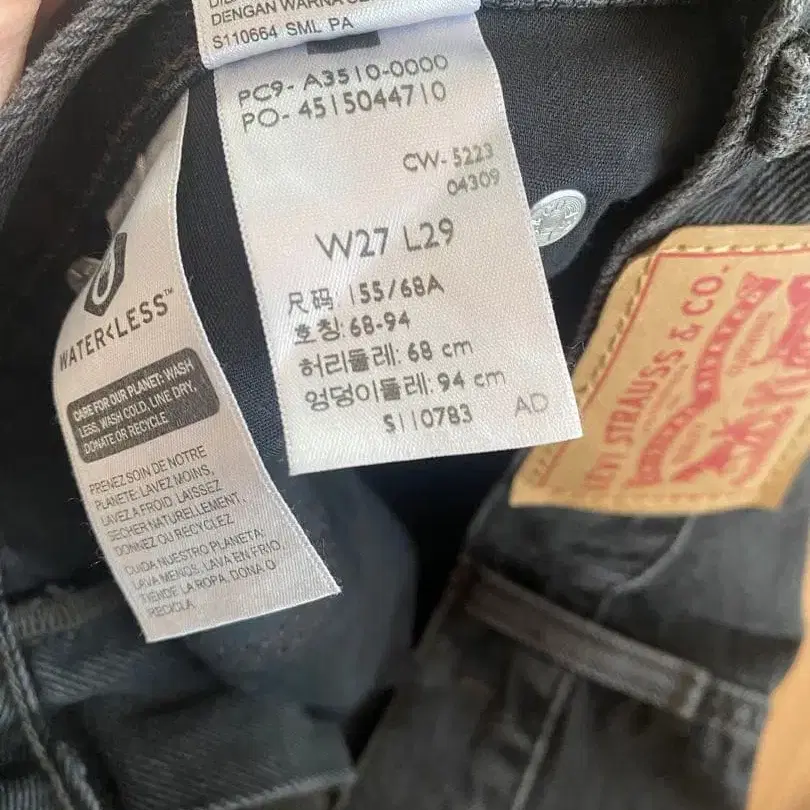 DENGAN WARNA
S110664 SML PA
PC9- A3510-0000
PO- 4515044710
CW- 5223
04309
W27 L29
尺码: 155/68A
호칭: 68-94
허리둘레: 68 cm
엉덩이둘레: 94 cm
S110783 AD
WATER<LESS™
CARE FOR OUR PLANET: WASH
LESS, WASH COLD, LINE DRY,
DONATE OR RECYCLE
PRENEZ SOIN DE NOTRE
PLANÈTE: LAVEZ MOINS,
LAVEZ À FROID, LAISSEZ
SÉCHER NATURELLEMENT,
DONNEZ OU RECYCLEZ
CUIDA NUESTRO PLANETA:
LAVA MENOS, LAVA EN FRÍO,
TIENDE LA ROPA, DONA O
RECICLA
LEVI STRAUSS & CO.